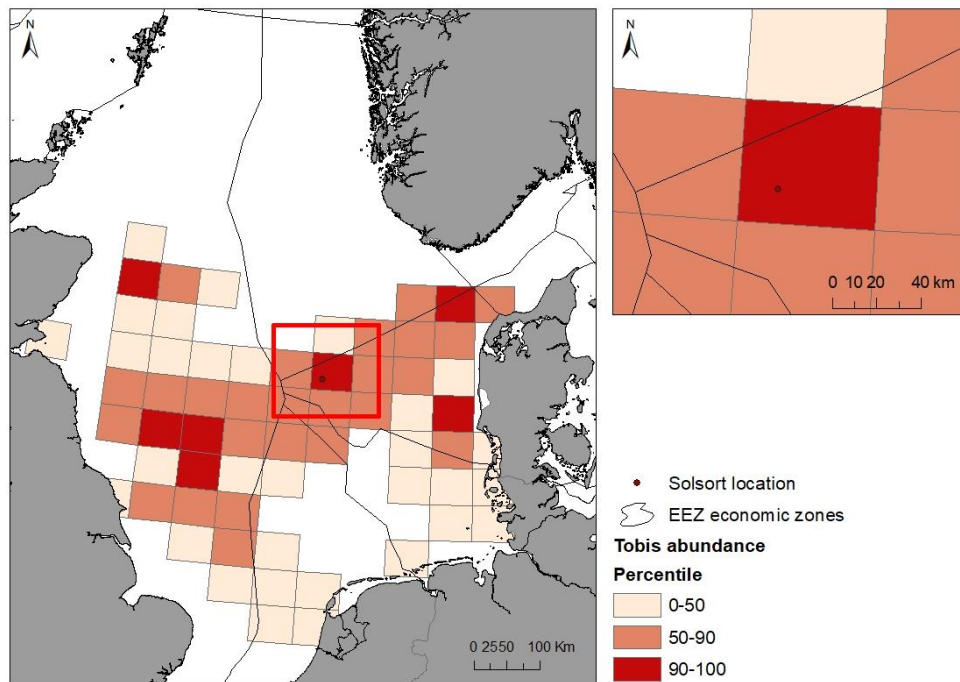 N
0 2550 100 Km
N
0 10 20 40 km
Solsort location
EEZ economic zones
Tobis abundance
Percentile
0-50
50-90
90-100